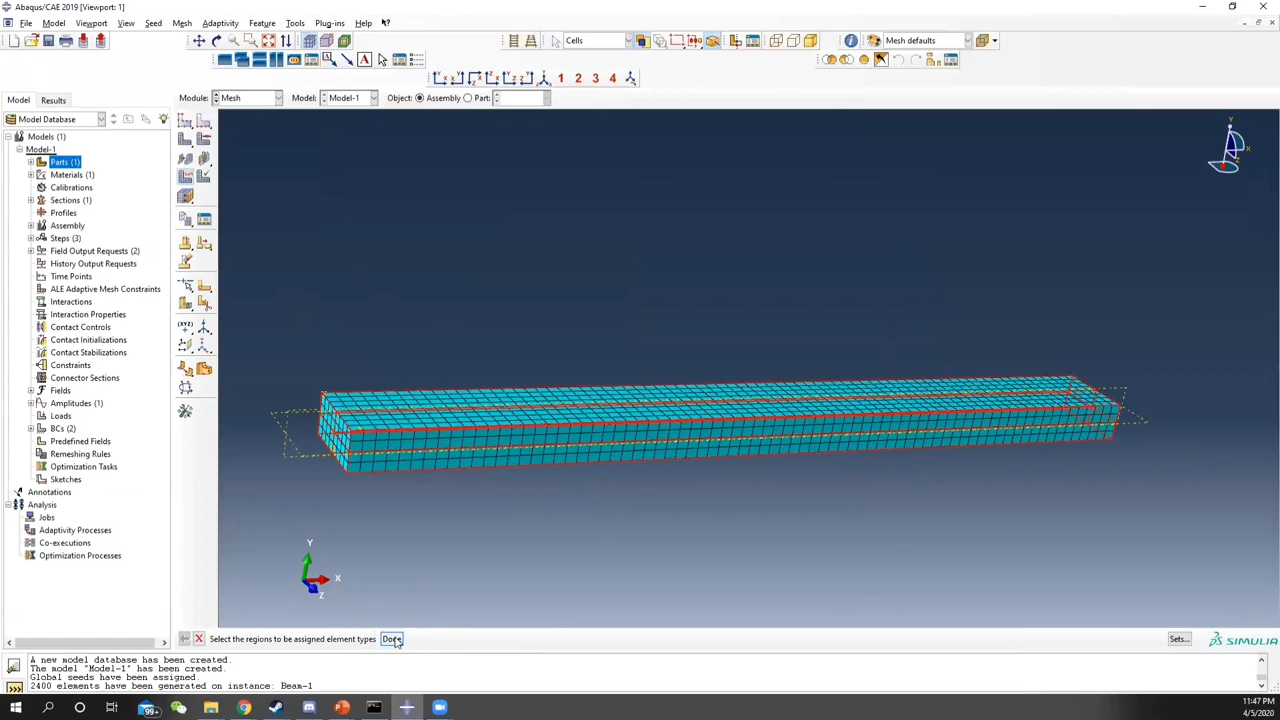 Abaqus/CAE 2019 [Viewport: 1]
File Model Viewport View Seed Mesh Adaptivity Feature Tools Plug-ins Help
Cells
Mesh defaults
A
1 2 3 4
Model Results
Module: Mesh Model: Model-1 Object: Assembly Part:
Model Database
Models (1)
Model-1
Parts (1)
Materials (1)
Calibrations
Sections (1)
Profiles
Assembly
Steps (3)
Field Output Requests (2)
History Output Requests
Time Points
ALE Adaptive Mesh Constraints
Interactions
Interaction Properties
Contact Controls
Contact Initializations
Contact Stabilizations
Constraints
Connector Sections
Fields
Amplitudes (1)
Loads
BCs (2)
Predefined Fields
Remeshing Rules
Optimization Tasks
Sketches
Annotations
Analysis
Jobs
Adaptivity Processes
Co-executions
Optimization Processes
Y
X
Z
Y
X
Z
Select the regions to be assigned element types Done
Sets...
SIMULIA
A new model database has been created.
The model "Model-1" has been created.
Global seeds have been assigned.
2400 elements have been generated on instance: Beam-1
99+
11:47 PM
4/5/2020